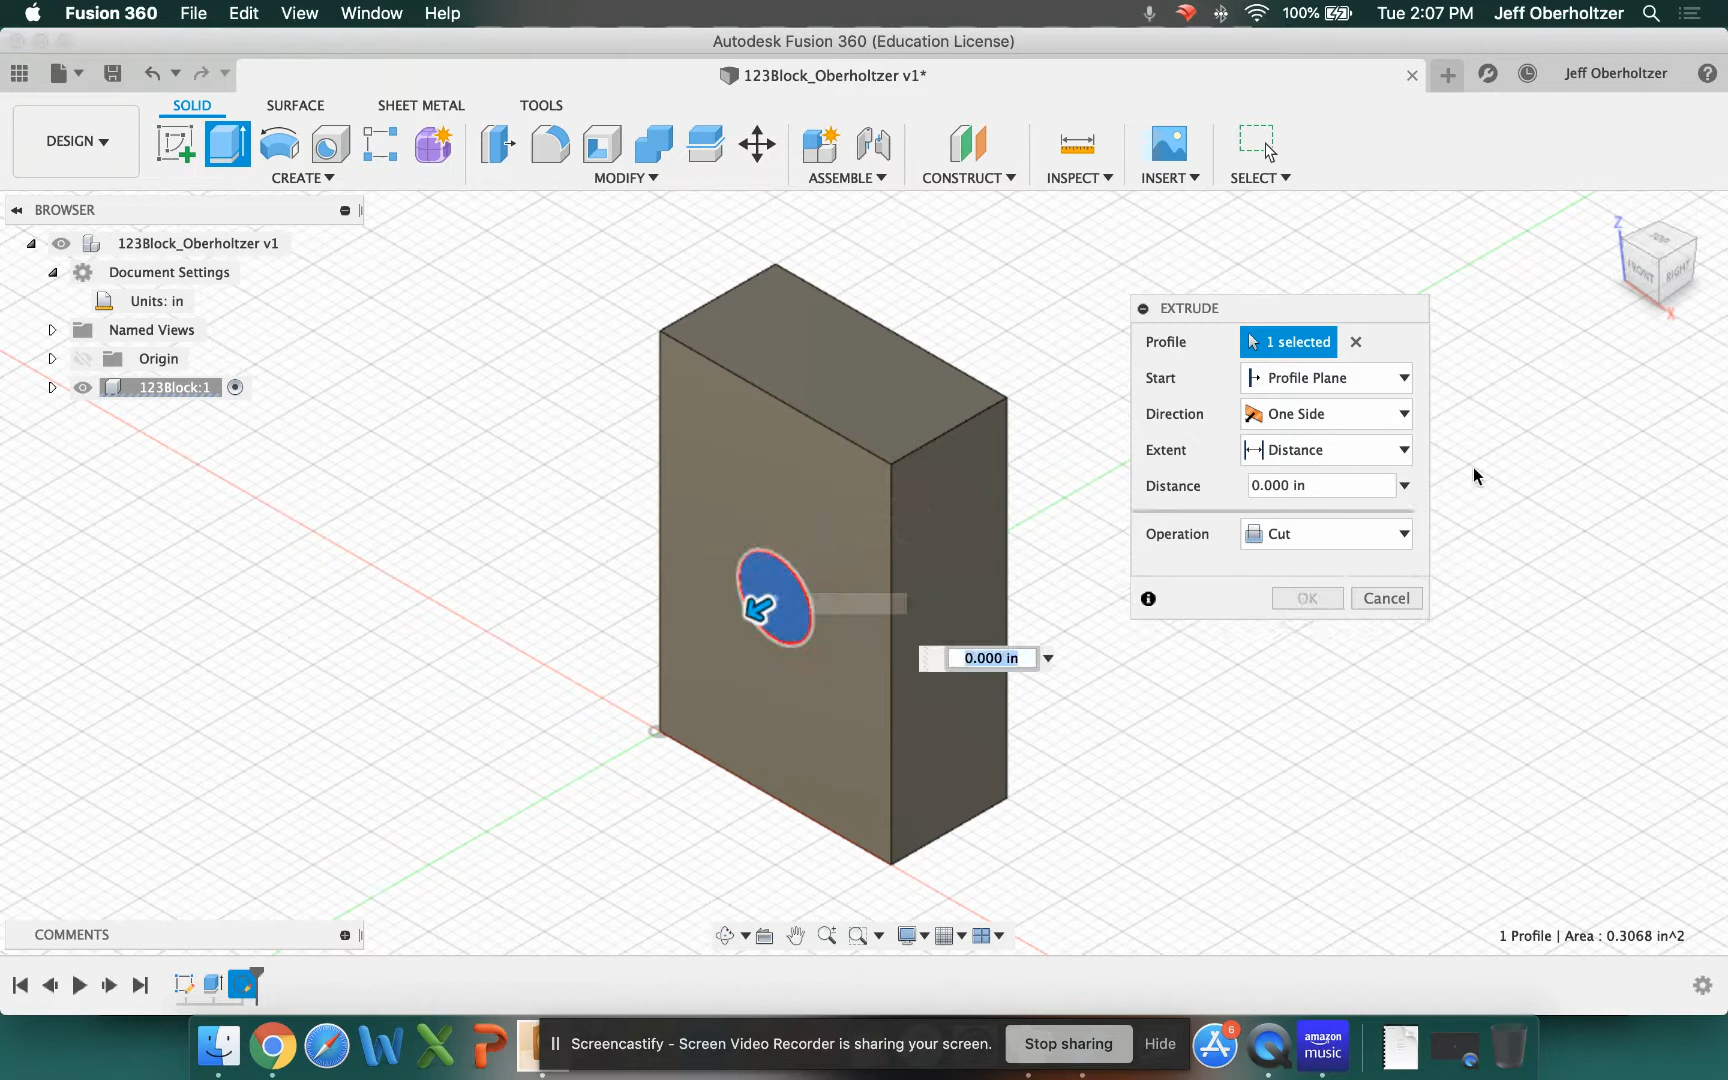 Fusion 360 File Edit View Window Help 100% Tue 2:07 PM Jeff Oberholtzer
Autodesk Fusion 360 (Education License)
123Block_Oberholtzer v1* Jeff Oberholtzer
SOLID SURFACE SHEET METAL TOOLS
DESIGN
CREATE MODIFY ASSEMBLE CONSTRUCT INSPECT INSERT SELECT
BROWSER
123Block_Oberholtzer v1
Document Settings
Units: in
Named Views
Origin
123Block:1
Z
TOP
FRONT RIGHT
X
EXTRUDE
Profile 1 selected
Start Profile Plane
Direction One Side
Extent Distance
Distance 0.000 in
Operation Cut
OK Cancel
0.000 in
COMMENTS
1 Profile | Area : 0.3068 in^2
Screencastify - Screen Video Recorder is sharing your screen. Stop sharing Hide
6
amazon
music